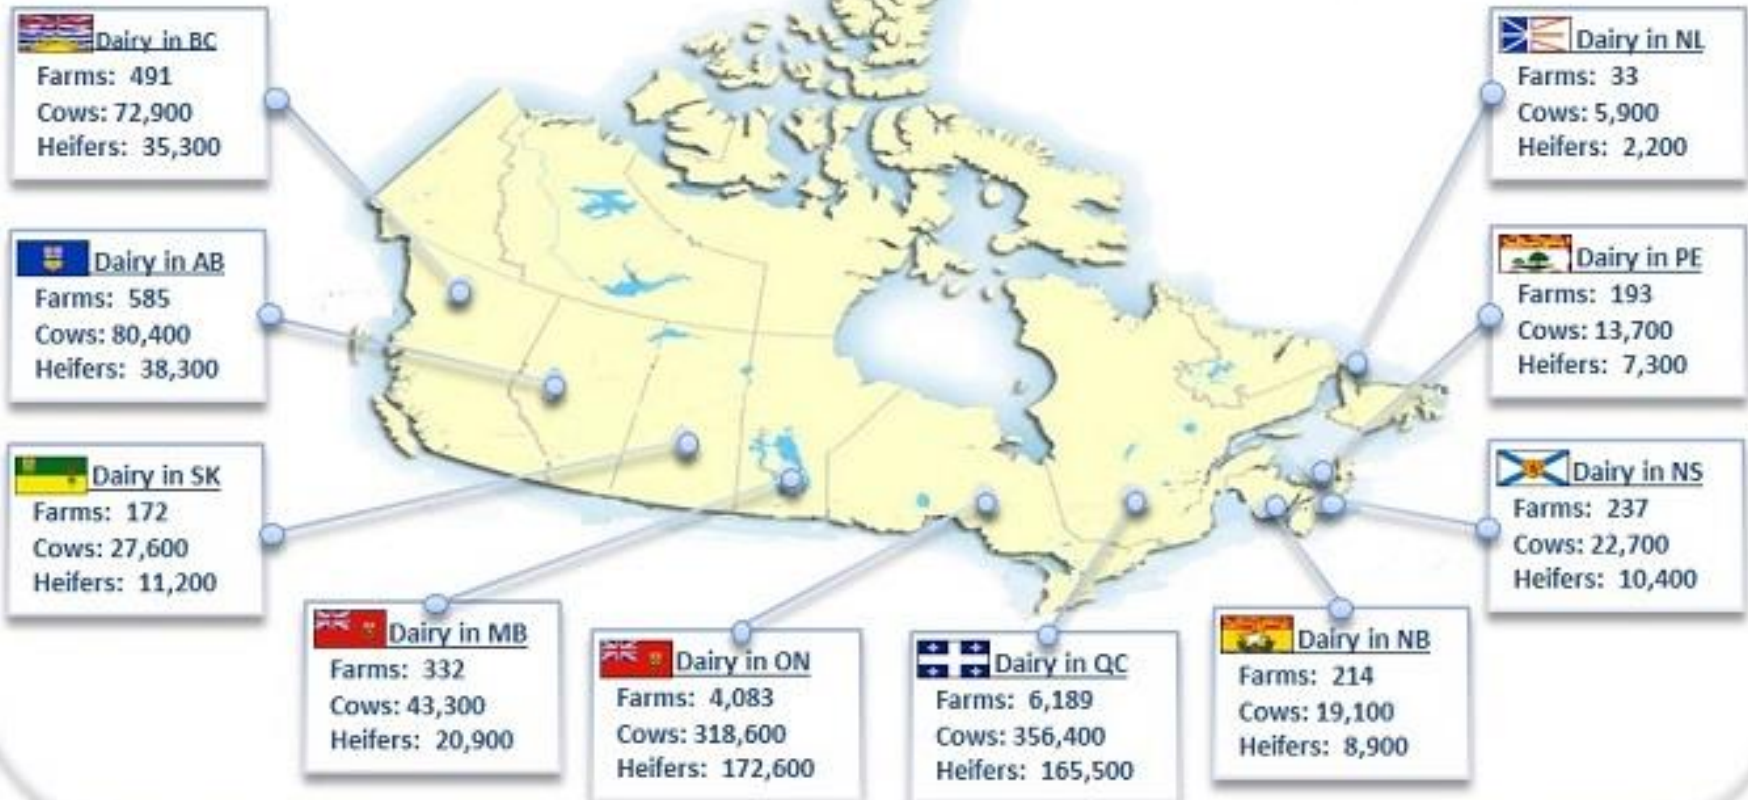 Dairy in BC
Farms: 491
Cows: 72,900
Heifers: 35,300
Dairy in AB
Farms: 585
Cows: 80,400
Heifers: 38,300
Dairy in SK
Farms: 172
Cows: 27,600
Heifers: 11,200
Dairy in MB
Farms: 332
Cows: 43,300
Heifers: 20,900
Dairy in ON
Farms: 4,083
Cows: 318,600
Heifers: 172,600
Dairy in QC
Farms: 6,189
Cows: 356,400
Heifers: 165,500
Dairy in NB
Farms: 214
Cows: 19,100
Heifers: 8,900
Dairy in NS
Farms: 237
Cows: 22,700
Heifers: 10,400
Dairy in PE
Farms: 193
Cows: 13,700
Heifers: 7,300
Dairy in NL
Farms: 33
Cows: 5,900
Heifers: 2,200